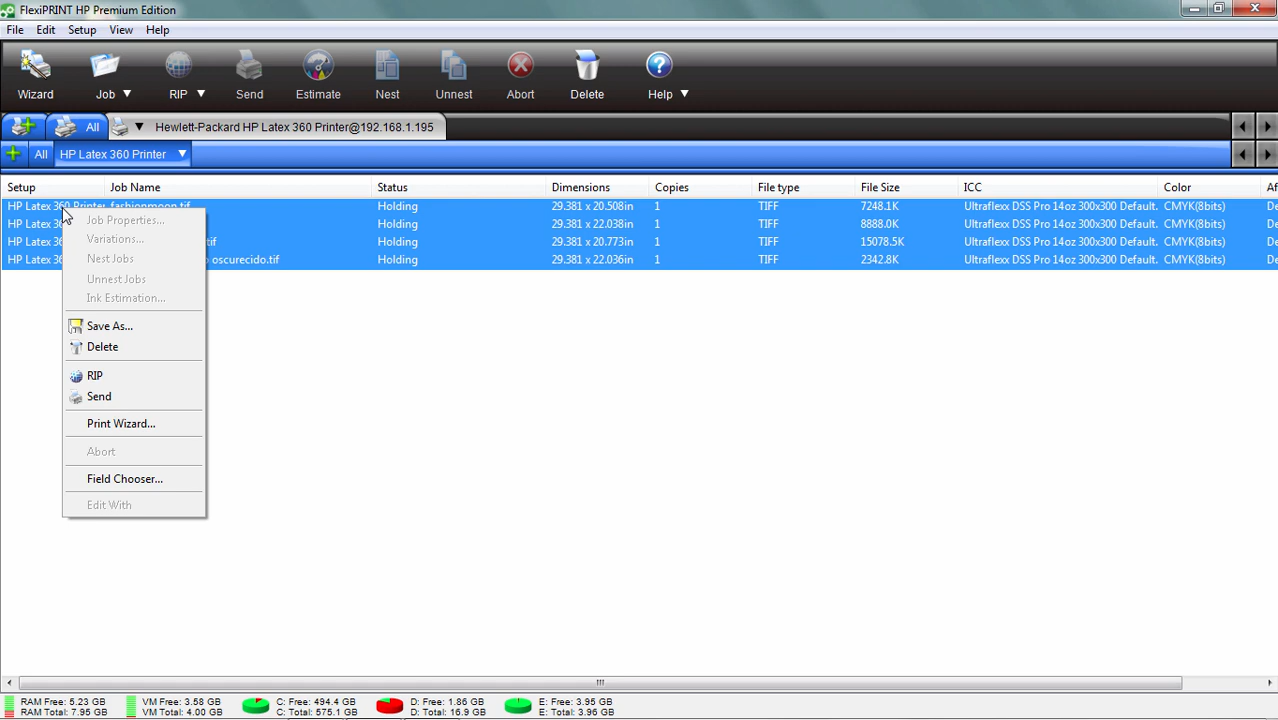 FlexiPRINT HP Premium Edition
File Edit Setup View Help
Wizard Job RIP Send Estimate Nest Unnest Abort Delete Help
All Hewlett-Packard HP Latex 360 Printer@192.168.1.195
All HP Latex 360 Printer
Setup Job Name Status Dimensions Copies File type File Size ICC Color
HP Latex 360 Printer fashionmoon.tif Holding 29.381 x 20.508in 1 TIFF 7248.1K Ultraflexx DSS Pro 14oz 300x300 Default. CMYK(8bits)
HP Latex Holding 29.381 x 22.038in 1 TIFF 8888.0K Ultraflexx DSS Pro 14oz 300x300 Default. CMYK(8bits)
HP Latex Holding 29.381 x 20.773in 1 TIFF 15078.5K Ultraflexx DSS Pro 14oz 300x300 Default. CMYK(8bits)
HP Latex oscurecido.tif Holding 29.381 x 22.036in 1 TIFF 2342.8K Ultraflexx DSS Pro 14oz 300x300 Default. CMYK(8bits)
Job Properties...
Variations...
Nest Jobs
Unnest Jobs
Ink Estimation...
Save As...
Delete
RIP
Send
Print Wizard...
Abort
Field Chooser...
Edit With
RAM Free: 5.23 GB VM Free: 3.58 GB C: Free: 494.4 GB D: Free: 1.86 GB E: Free: 3.95 GB
RAM Total: 7.95 GB VM Total: 4.00 GB C: Total: 575.1 GB D: Total: 16.9 GB E: Total: 3.96 GB